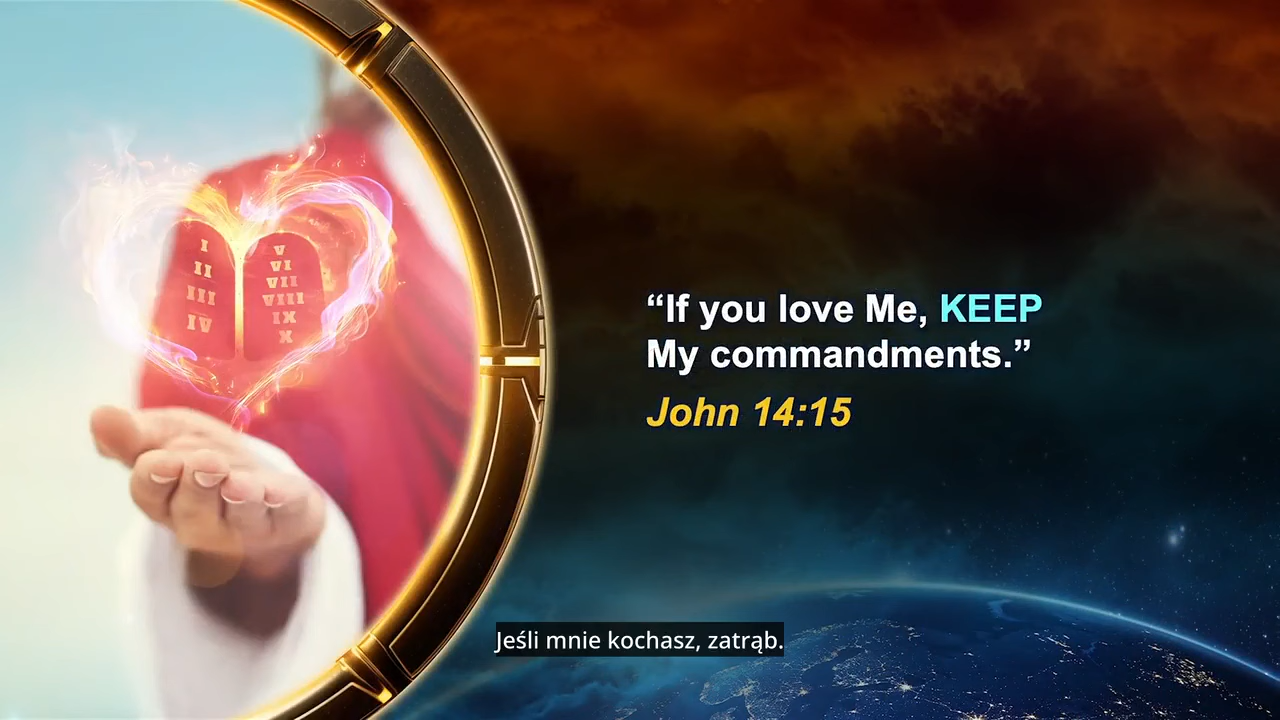 I
II
III
IV
V
VI
VII
VIII
IX
X
“If you love Me, KEEP
My commandments.”
John 14:15
Jeśli mnie kochasz, zatrąb.